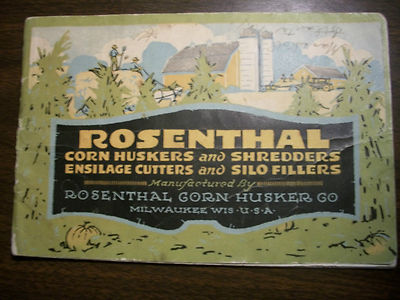 ROSENTHAL
CORN HUSKERS and SHREDDERS
ENSILAGE CUTTERS and SILO FILLERS
Manufactured By
ROSENTHAL CORN HUSKER CO
MILWAUKEE WIS · U·S·A·